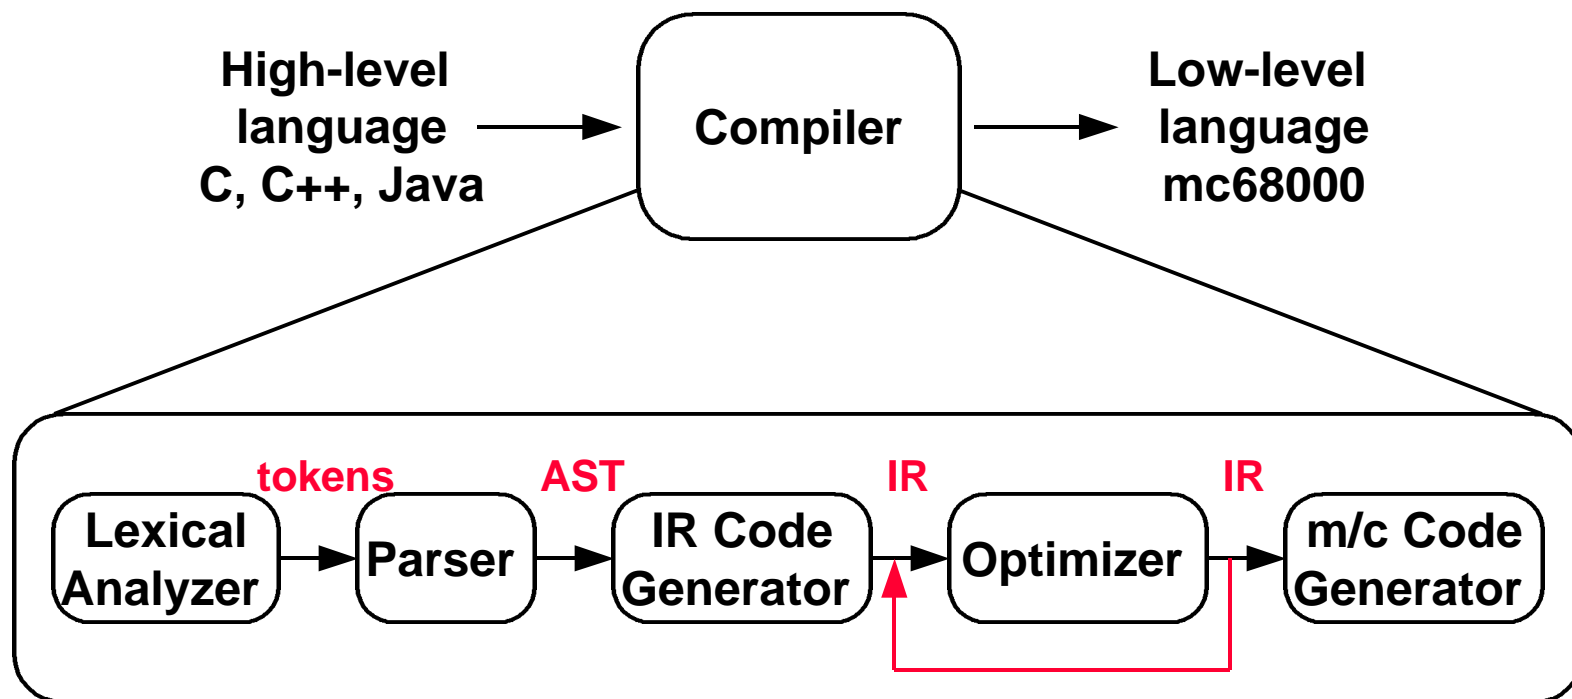 High-level
language
C, C++, Java
Compiler
Low-level
language
mc68000
tokens
AST
IR
IR
Lexical
Analyzer
Parser
IR Code
Generator
Optimizer
m/c Code
Generator